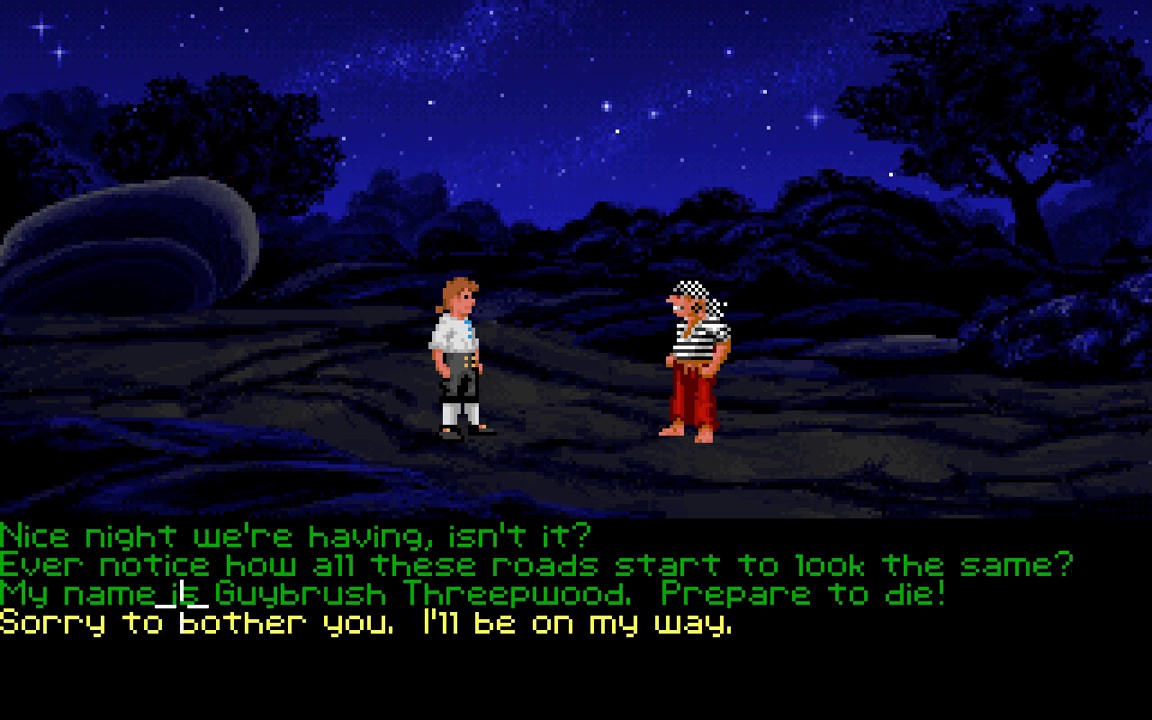 Nice night we're having, isn't it?
Ever notice how all these roads start to look the same?
My name is Guybrush Threepwood.  Prepare to die!
Sorry to bother you.  I'll be on my way.